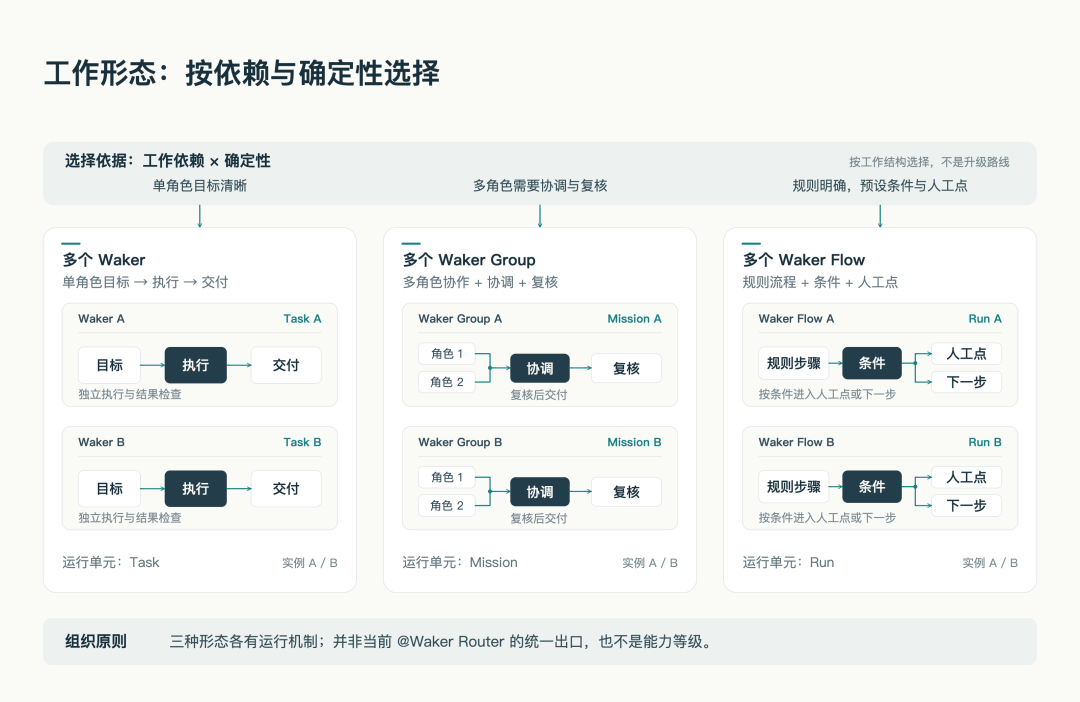 工作形态：按依赖与确定性选择
选择依据：工作依赖 × 确定性
按工作结构选择，不是升级路线
单角色目标清晰
多角色需要协调与复核
规则明确，预设条件与人工点
多个 Waker
单角色目标 → 执行 → 交付
Waker A
Task A
目标
执行
交付
独立执行与结果检查
Waker B
Task B
目标
执行
交付
独立执行与结果检查
运行单元：Task
实例 A / B
多个 Waker Group
多角色协作 + 协调 + 复核
Waker Group A
Mission A
角色 1
角色 2
协调
复核
复核后交付
Waker Group B
Mission B
角色 1
角色 2
协调
复核
复核后交付
运行单元：Mission
实例 A / B
多个 Waker Flow
规则流程 + 条件 + 人工点
Waker Flow A
Run A
规则步骤
条件
人工点
下一步
按条件进入人工点或下一步
Waker Flow B
Run B
规则步骤
条件
人工点
下一步
按条件进入人工点或下一步
运行单元：Run
实例 A / B
组织原则
三种形态各有运行机制；并非当前 @Waker Router 的统一出口，也不是能力等级。